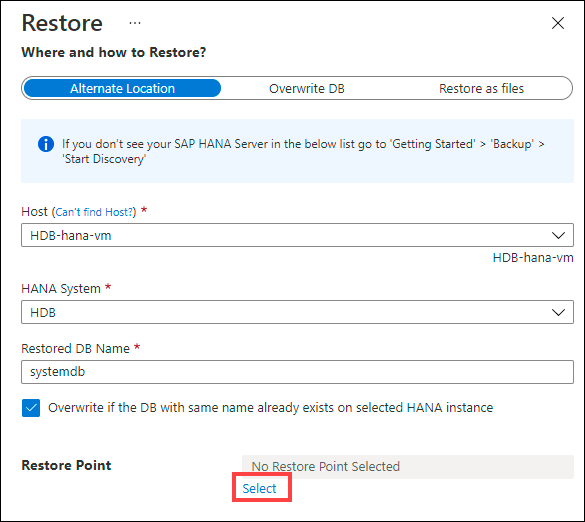 Restore ...
Where and how to Restore?
Alternate Location Overwrite DB Restore as files
If you don't see your SAP HANA Server in the below list go to 'Getting Started' > 'Backup' >
'Start Discovery'
Host (Can't find Host?) *
HDB-hana-vm
HDB-hana-vm
HANA System *
HDB
Restored DB Name *
systemdb
Overwrite if the DB with same name already exists on selected HANA instance
Restore Point No Restore Point Selected
Select